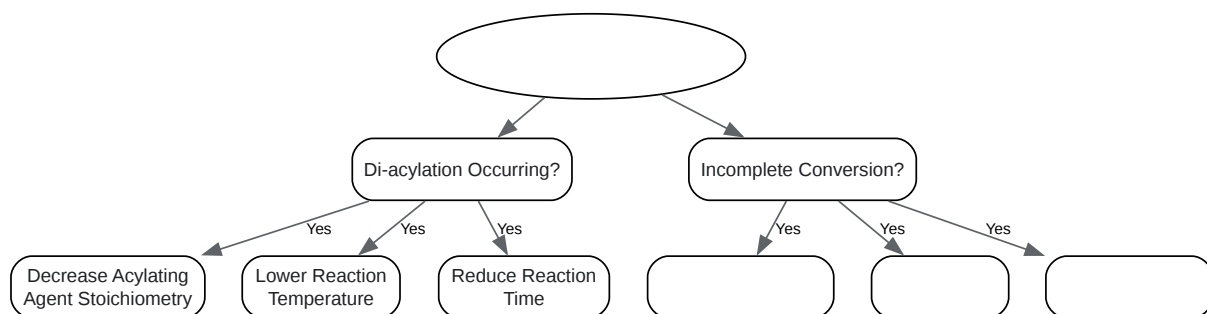 Di-acylation Occurring?
Incomplete Conversion?
Yes
Yes
Yes
Yes
Yes
Yes
Decrease Acylating
Agent Stoichiometry
Lower Reaction
Temperature
Reduce Reaction
Time